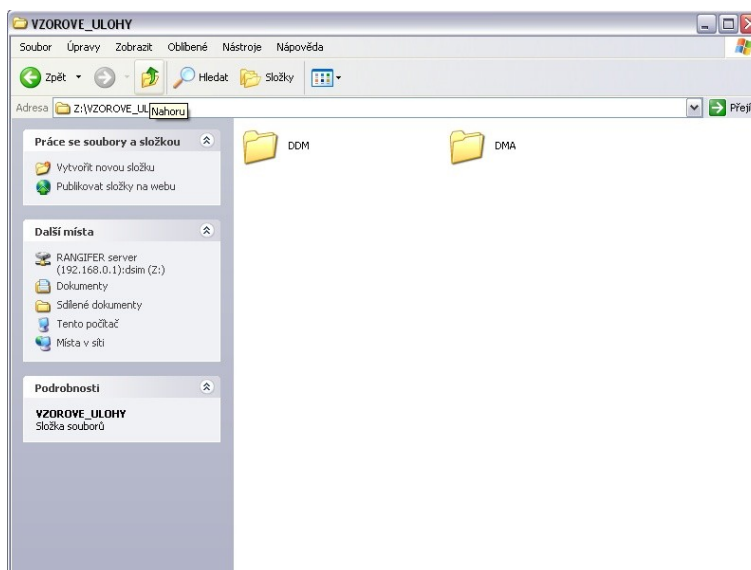 VZOROVE_ULOHY
Soubor Úpravy Zobrazit Oblíbené Nástroje Nápověda
Zpět Hledat Složky
Adresa Z:\VZOROVE_UL Přejí
Nahoru
Práce se soubory a složkou
Vytvořit novou složku
Publikovat složky na webu
Další místa
RANGIFER server
(192.168.0.1):dsim (Z:)
Dokumenty
Sdílené dokumenty
Tento počítač
Místa v síti
Podrobnosti
VZOROVE_ULOHY
Složka souborů
DDM
DMA